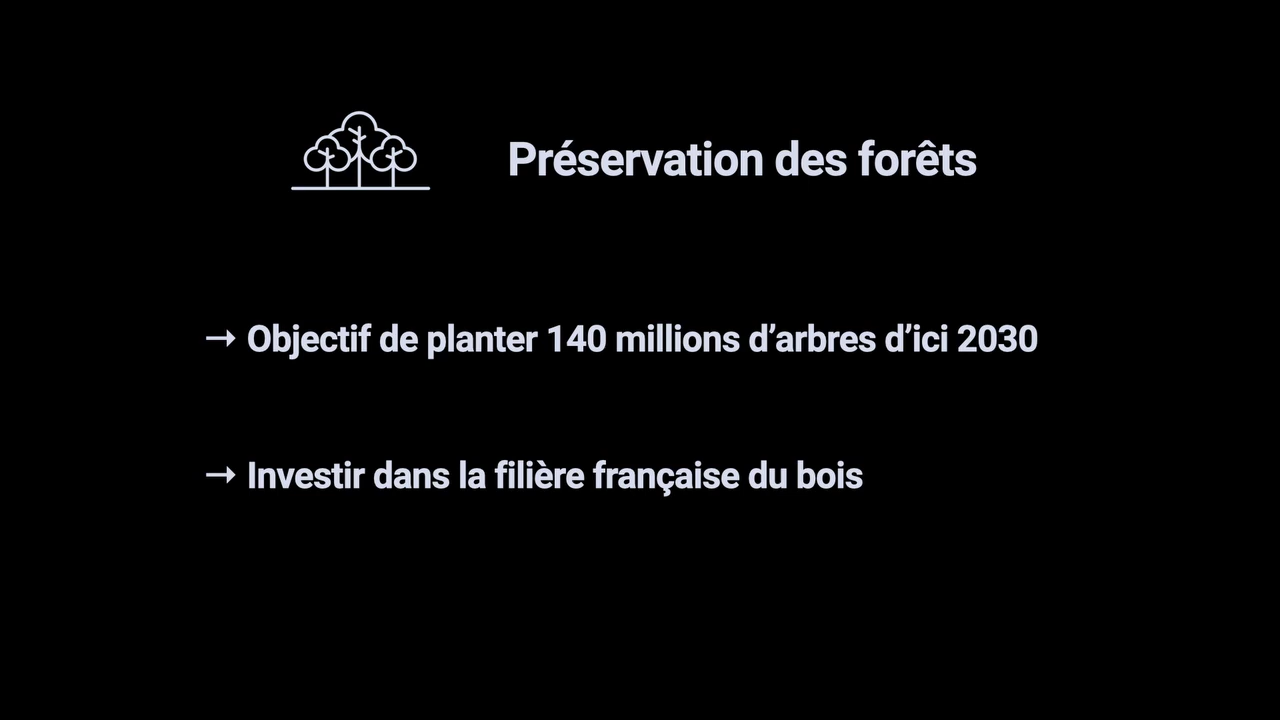 Préservation des forêts
→ Objectif de planter 140 millions d’arbres d’ici 2030
→ Investir dans la filière française du bois